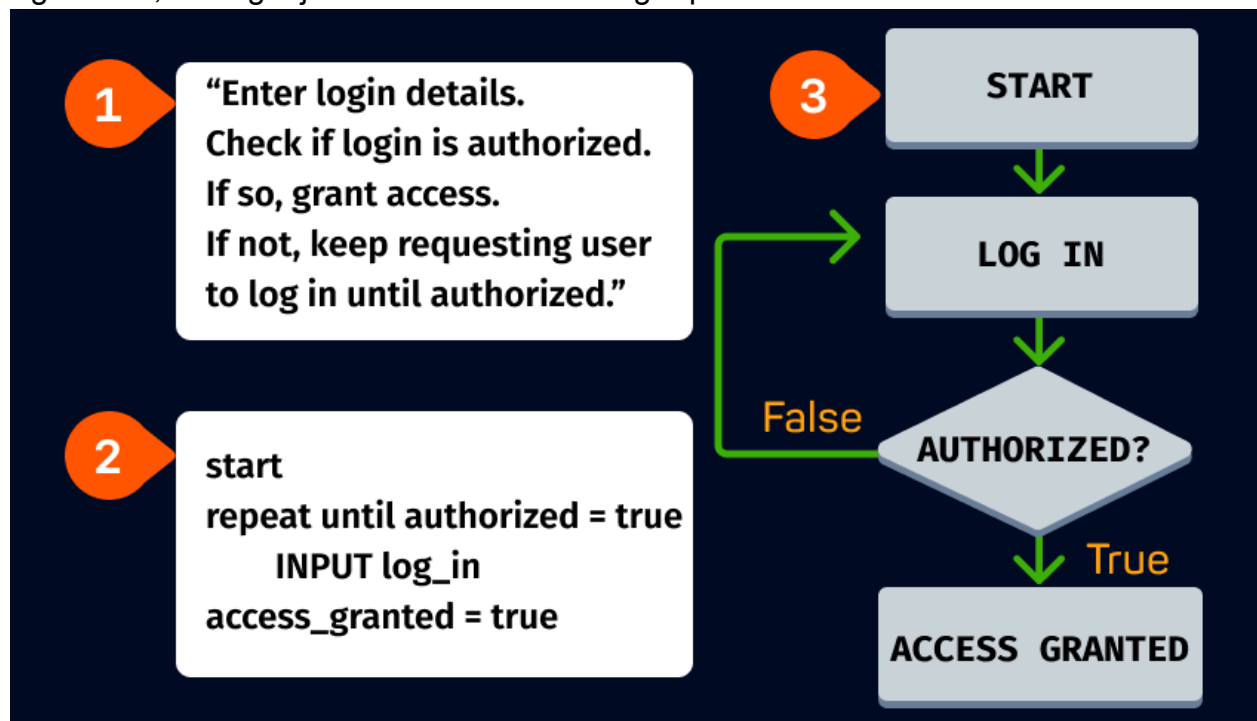 1
“Enter login details.
Check if login is authorized.
If so, grant access.
If not, keep requesting user
to log in until authorized.”
2
start
repeat until authorized = true
INPUT log_in
access_granted = true
3
START
LOG IN
False
AUTHORIZED?
True
ACCESS GRANTED